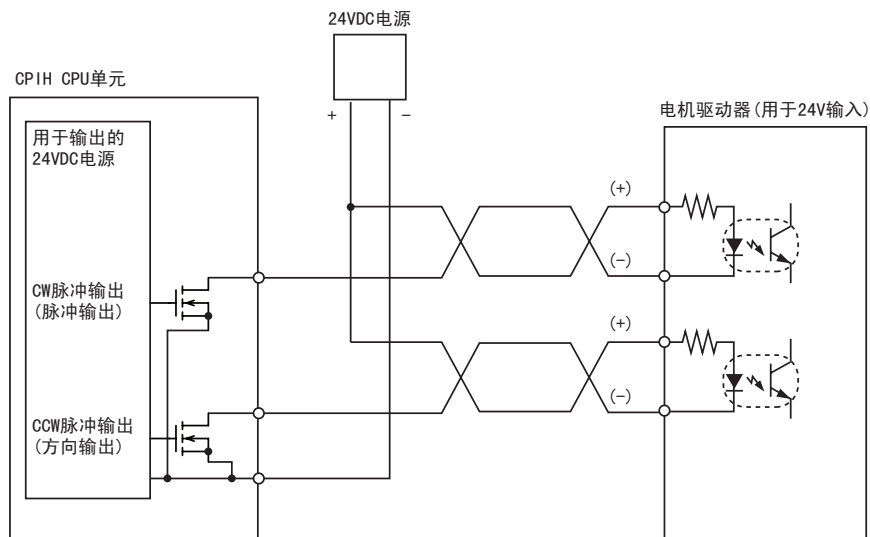 24VDC电源
CP1H CPU单元
+
-
电机驱动器(用于24V输入)
用于输出的
24VDC电源
(+)
(-)
CW脉冲输出
(脉冲输出)
(+)
(-)
CCW脉冲输出
(方向输出)